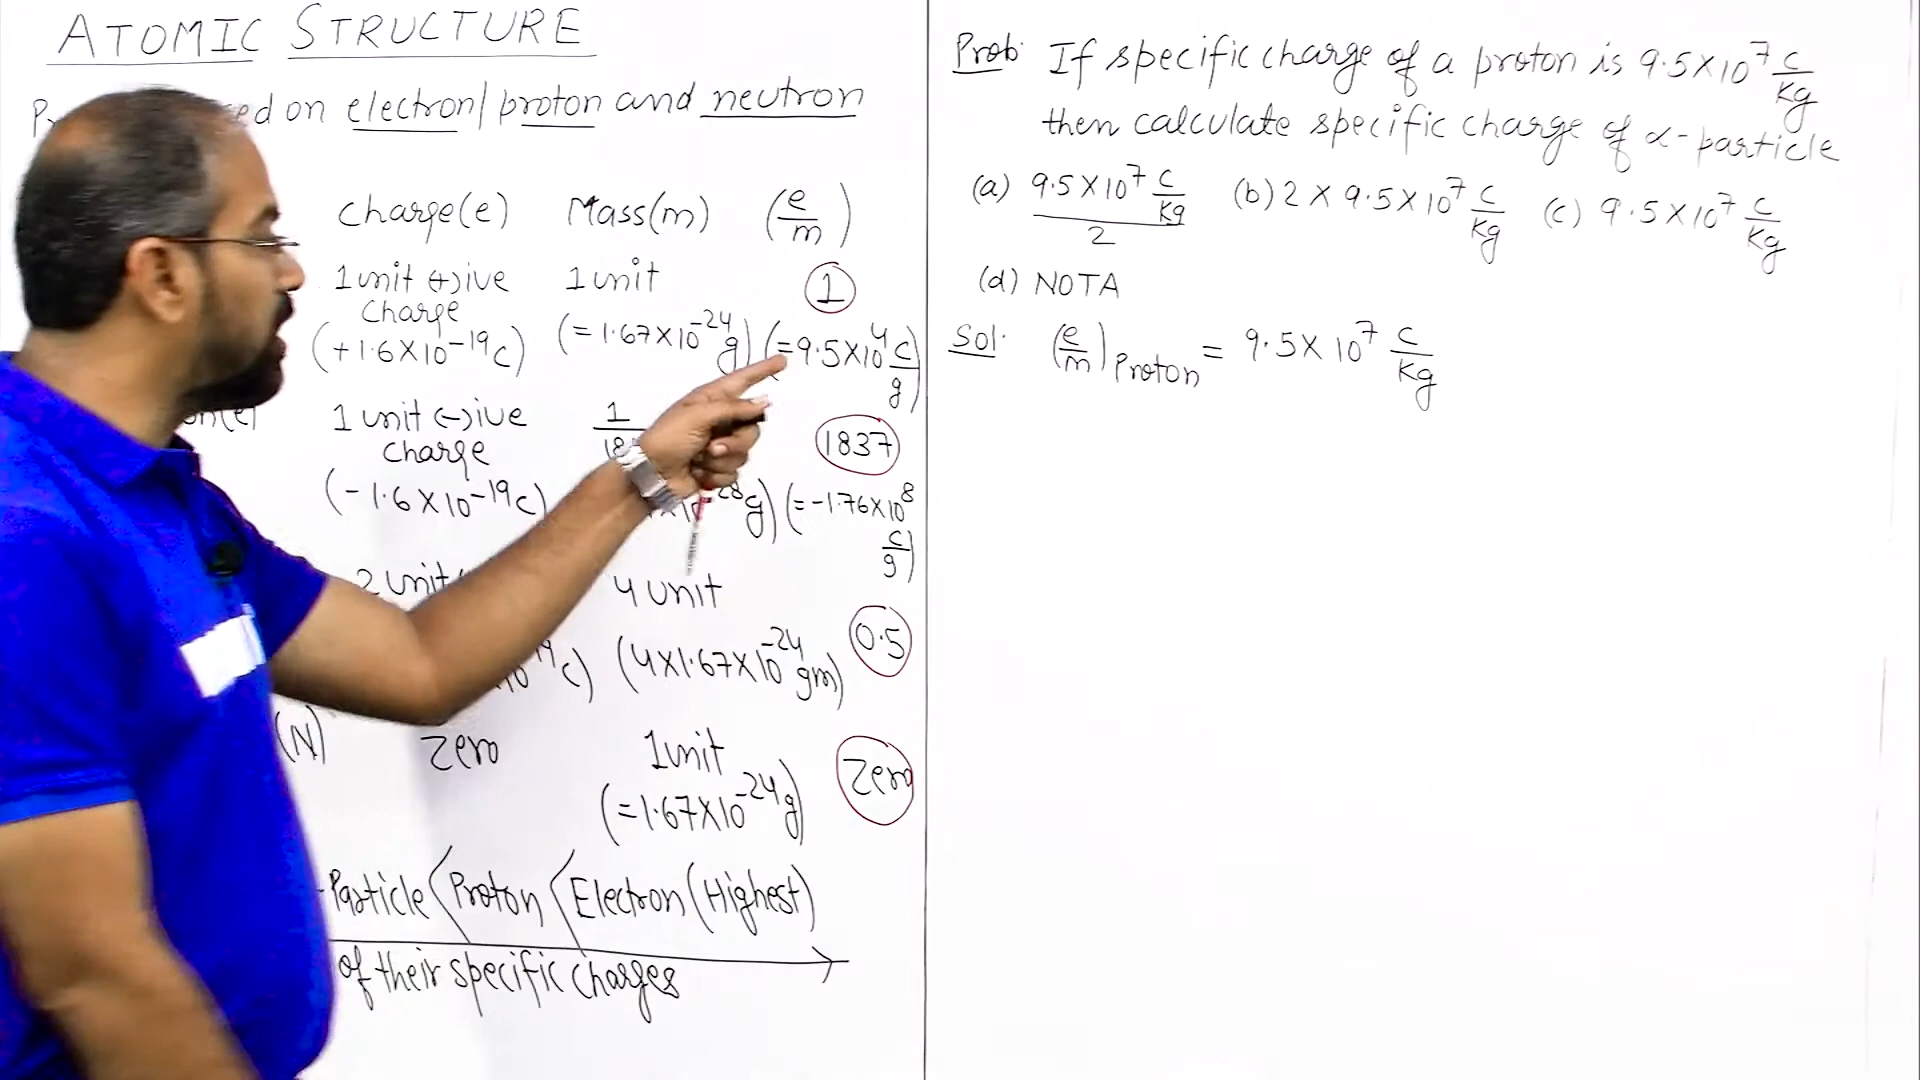 ATOMIC STRUCTURE
ed on electron/proton and neutron
Charge(e) Mass(m) (e/m)
1 unit (+)ive 1 unit 1
Charge
(+1.6×10⁻¹⁹C) (=1.67×10⁻²⁴g) (=9.5×10⁴ C/g)
1 unit (-)ive 1837
Charge
(-1.6×10⁻¹⁹C) (=-1.76×10⁸ C/g)
2 unit 4 unit 0.5
(4×1.67×10⁻²⁴gm)
(N) Zero 1unit Zero
(=1.67×10⁻²⁴g)
Particle < Proton < Electron (Highest)
of their specific charges
Prob: If specific charge of a proton is 9.5×10⁷ C/Kg
then calculate specific charge of α-particle
(a) 9.5×10⁷ C/Kg / 2 (b) 2×9.5×10⁷ C/Kg (c) 9.5×10⁷ C/Kg
(d) NOTA
Sol. (e/m)Proton = 9.5×10⁷ C/Kg